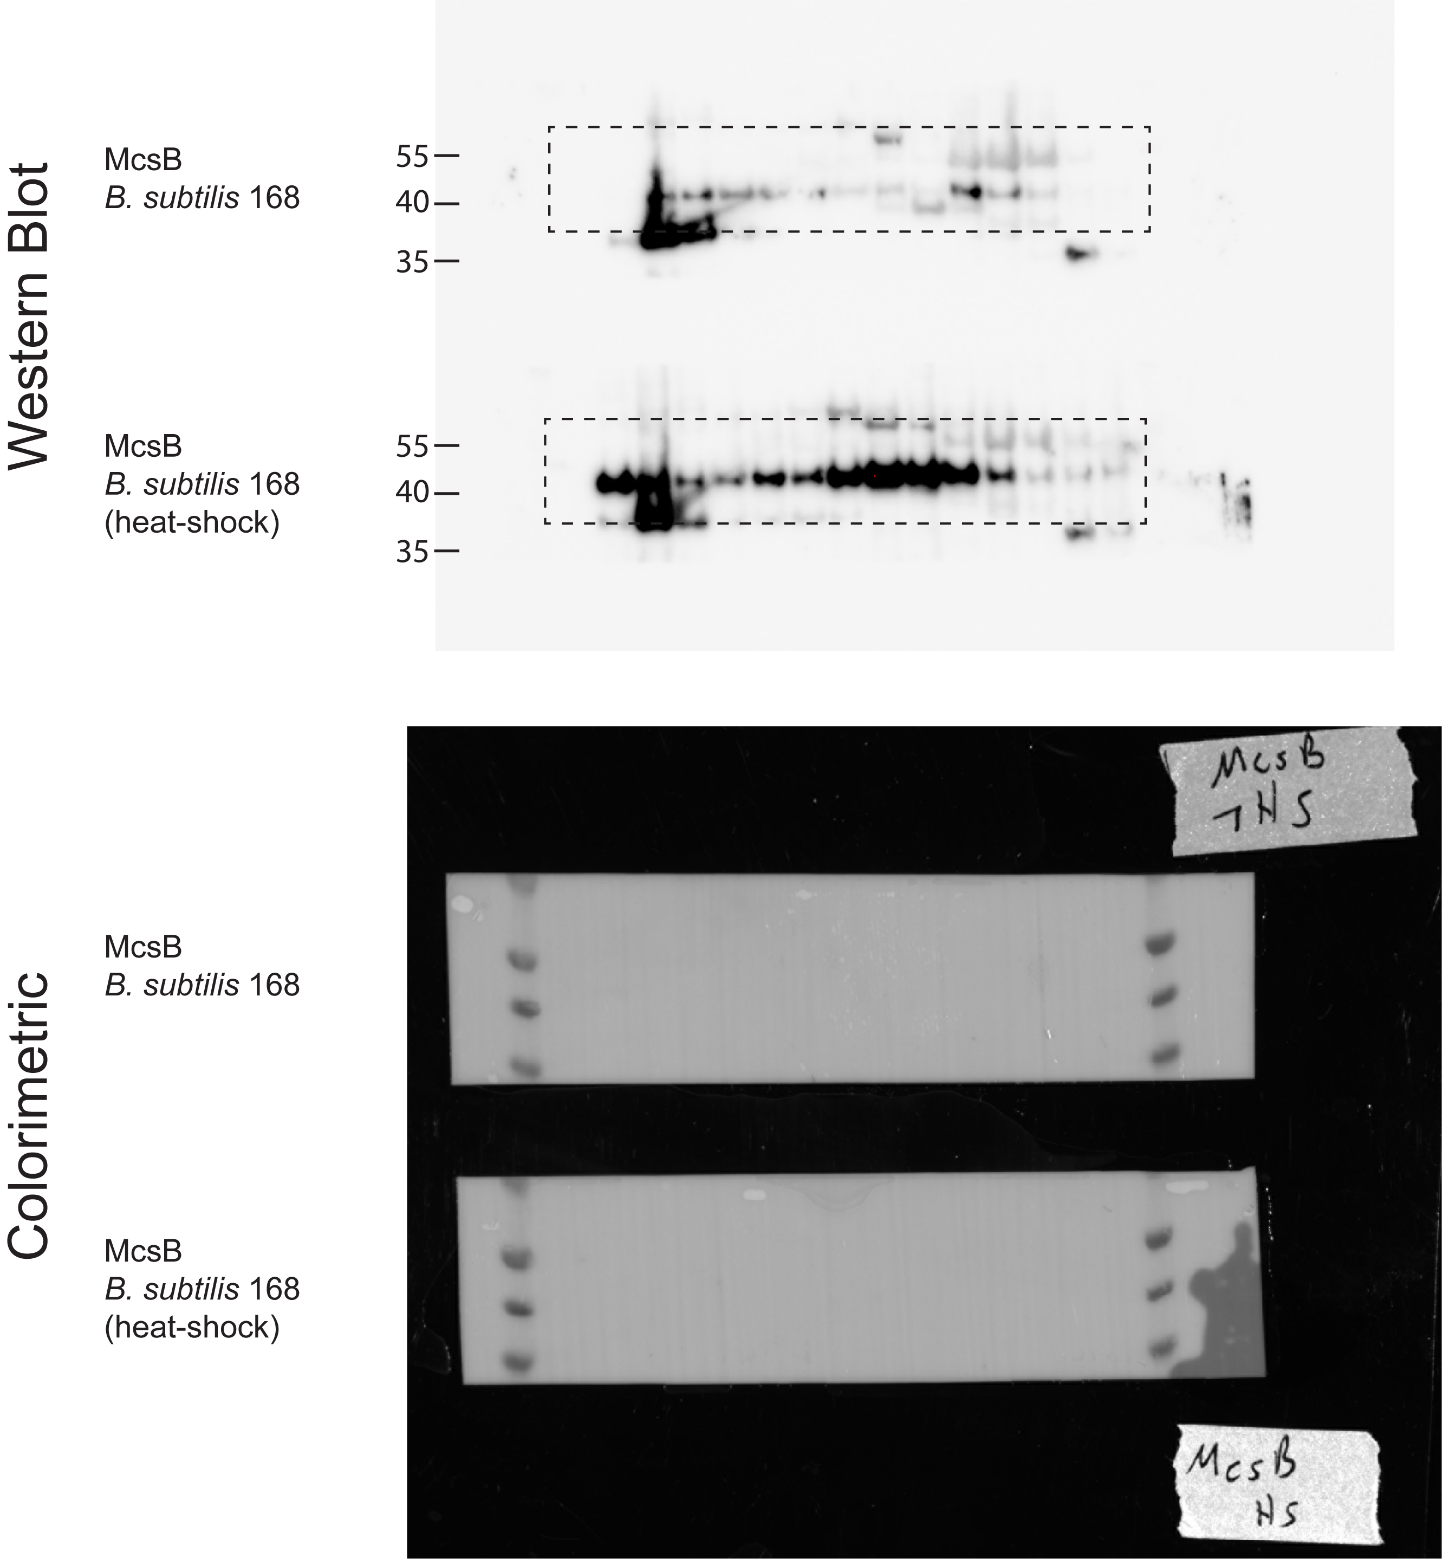 Western Blot
McsB
B. subtilis 168
55
40
35
McsB
B. subtilis 168
(heat-shock)
55
40
35
Colorimetric
McsB
¬HS
McsB
B. subtilis 168
McsB
B. subtilis 168
(heat-shock)
McsB
HS